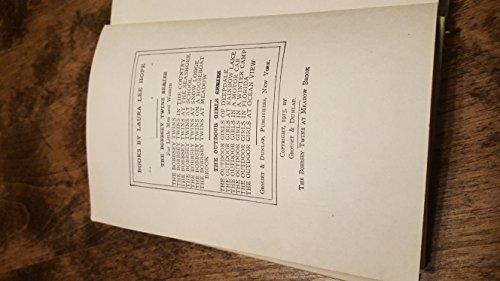 BOOKS BY LAURA LEE HOPE
THE BOBBSEY TWINS SERIES
For Little Men and Women
THE BOBBSEY TWINS
THE BOBBSEY TWINS IN THE COUNTRY
THE BOBBSEY TWINS AT THE SEASHORE
THE BOBBSEY TWINS AT SCHOOL
THE BOBBSEY TWINS AT SNOW LODGE
THE BOBBSEY TWINS ON A HOUSEBOAT
THE BOBBSEY TWINS AT MEADOW
BROOK
THE OUTDOOR GIRLS SERIES
THE OUTDOOR GIRLS OF DEEPDALE
THE OUTDOOR GIRLS AT RAINBOW LAKE
THE OUTDOOR GIRLS IN A MOTOR CAR
THE OUTDOOR GIRLS IN A WINTER CAMP
THE OUTDOOR GIRLS IN FLORIDA
THE OUTDOOR GIRLS AT OCEAN VIEW
GROSSET & DUNLAP, PUBLISHERS, NEW YORK.
COPYRIGHT, 1915, BY
GROSSET & DUNLAP.
THE BOBBSEY TWINS AT MEADOW BROOK